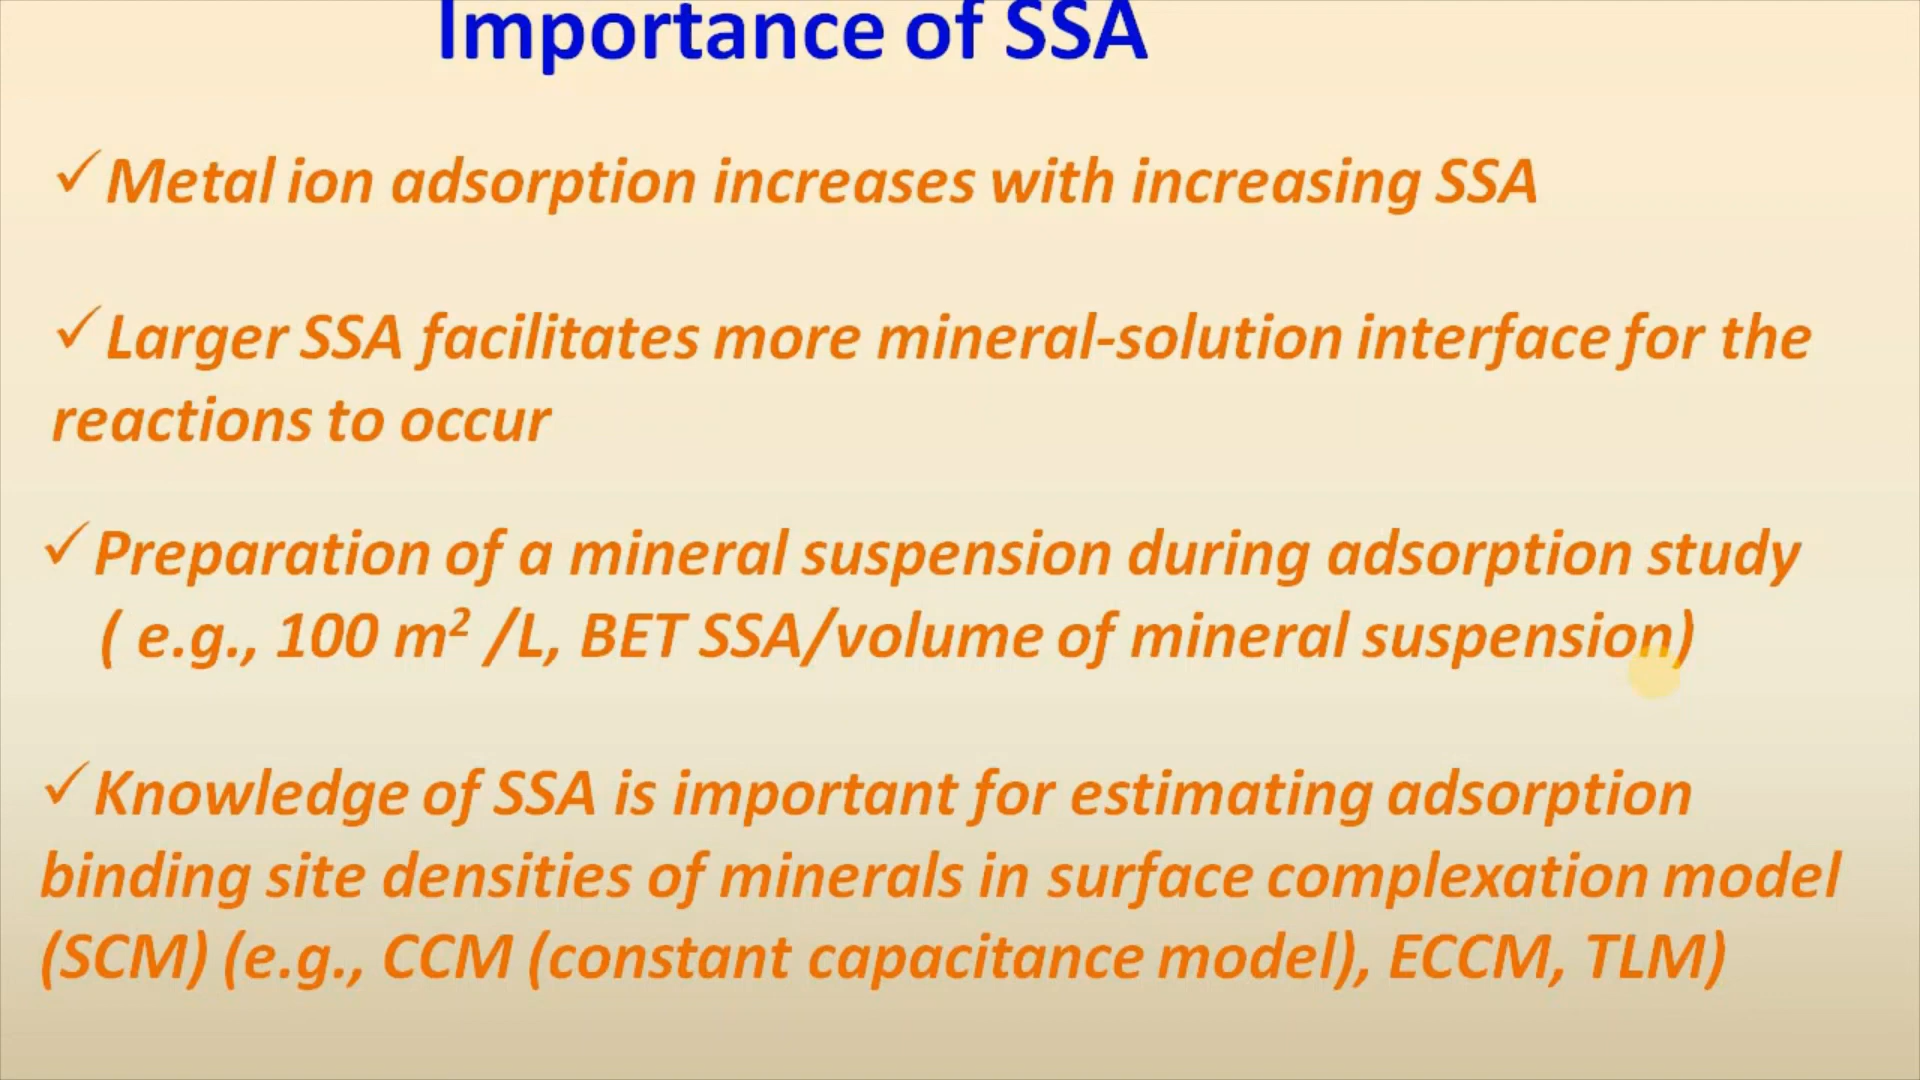 Importance of SSA
✓Metal ion adsorption increases with increasing SSA
✓Larger SSA facilitates more mineral-solution interface for the
reactions to occur
✓Preparation of a mineral suspension during adsorption study
( e.g., 100 m² /L, BET SSA/volume of mineral suspension)
✓Knowledge of SSA is important for estimating adsorption
binding site densities of minerals in surface complexation model
(SCM) (e.g., CCM (constant capacitance model), ECCM, TLM)